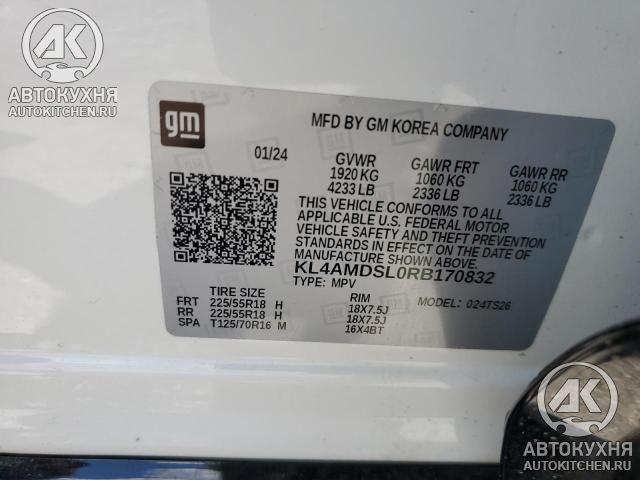 AK
АВТОКУХНЯ
AUTOKITCHEN.RU
gm
MFD BY GM KOREA COMPANY
01/24
GVWR GAWR FRT GAWR RR
1920 KG 1060 KG 1060 KG
4233 LB 2336 LB 2336 LB
THIS VEHICLE CONFORMS TO ALL
APPLICABLE U.S. FEDERAL MOTOR
VEHICLE SAFETY AND THEFT PREVENTION
STANDARDS IN EFFECT ON THE DATE OF
MANUFACTURE SHOWN ABOVE.
KL4AMDSL0RB170832
TYPE: MPV
TIRE SIZE RIM MODEL: 024TS26
FRT 225/55R18 H 18X7.5J
RR 225/55R18 H 18X7.5J
SPA T125/70R16 M 16X4BT
AK
АВТОКУХНЯ
AUTOKITCHEN.RU